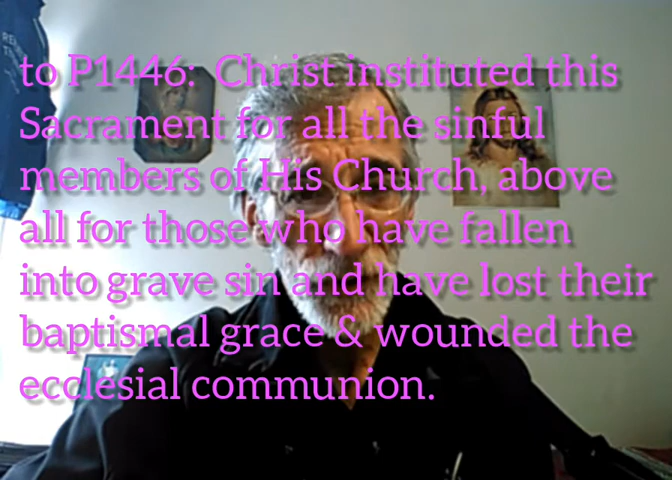 to P1446: Christ instituted this
Sacrament for all the sinful
members of His Church, above
all for those who have fallen
into grave sin and have lost their
baptismal grace & wounded the
ecclesial communion.